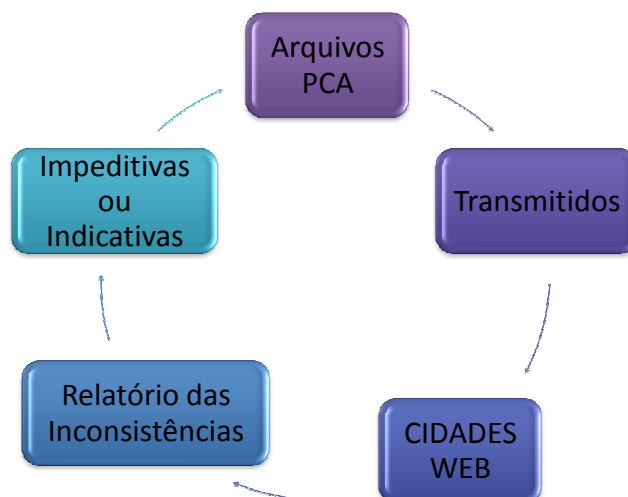 Arquivos
PCA
Transmitidos
CIDADES
WEB
Relatório das
Inconsistências
Impeditivas
ou
Indicativas